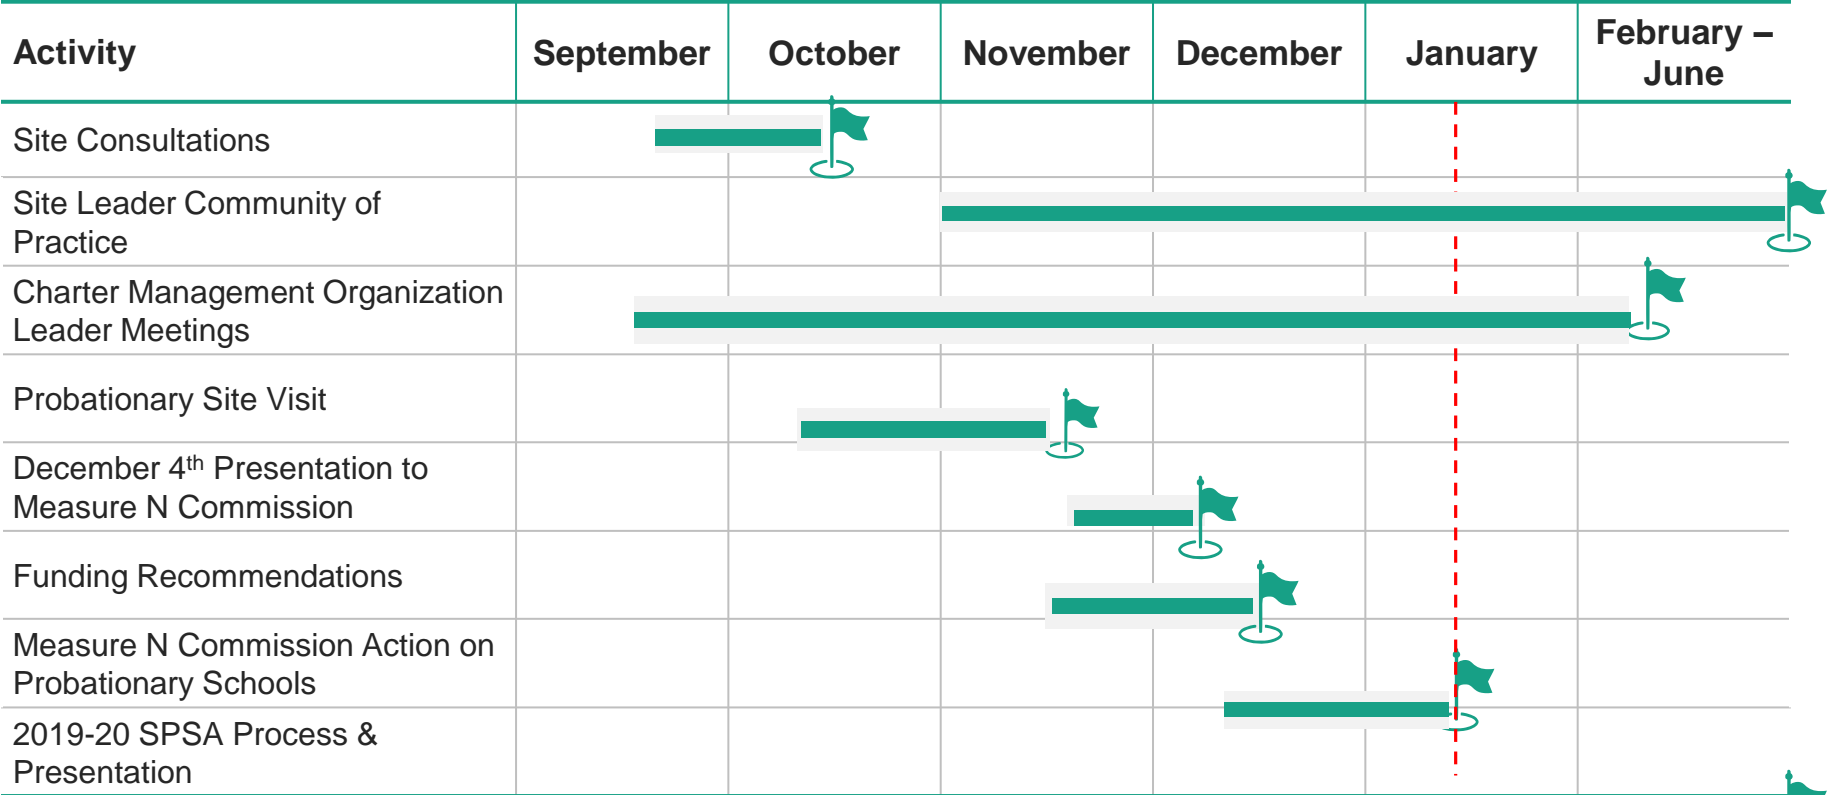 Activity
September
October
November
December
January
February –
June
Site Consultations
Site Leader Community of
Practice
Charter Management Organization
Leader Meetings
Probationary Site Visit
December 4th Presentation to
Measure N Commission
Funding Recommendations
Measure N Commission Action on
Probationary Schools
2019-20 SPSA Process &
Presentation